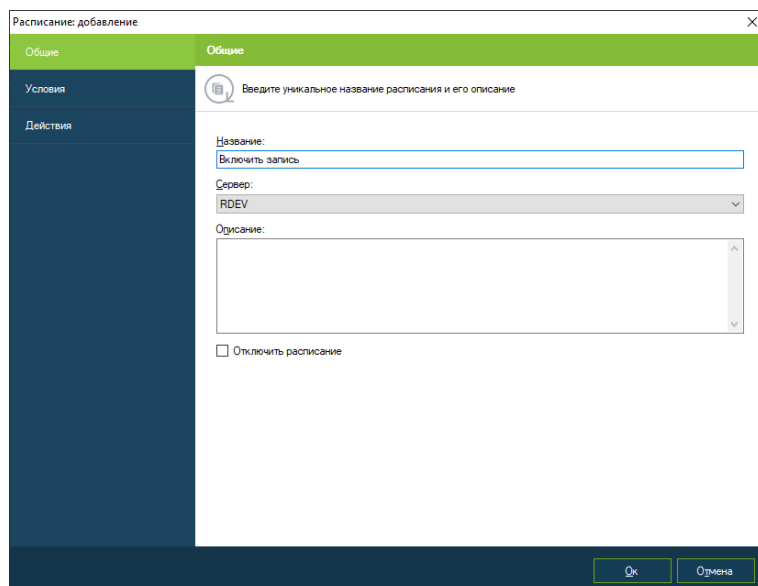 Расписание: добавление
Общие
Условия
Действия
Общие
Введите уникальное название расписания и его описание
Название:
Включить запись
Сервер:
RDEV
Описание:
Отключить расписание
Ок
Отмена